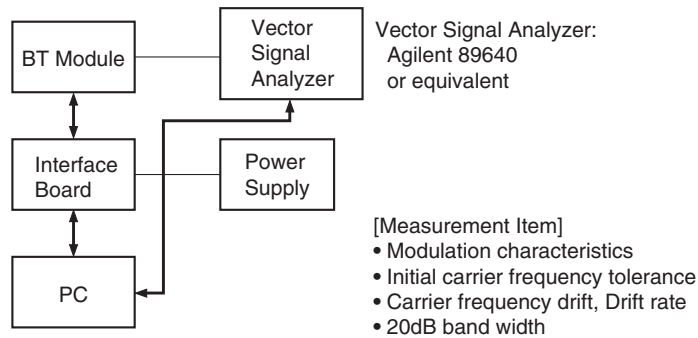 BT Module
Vector
Signal
Analyzer
Vector Signal Analyzer:
Agilent 89640
or equivalent
Interface
Board
Power
Supply
PC
[Measurement Item]
• Modulation characteristics
• Initial carrier frequency tolerance
• Carrier frequency drift, Drift rate
• 20dB band width